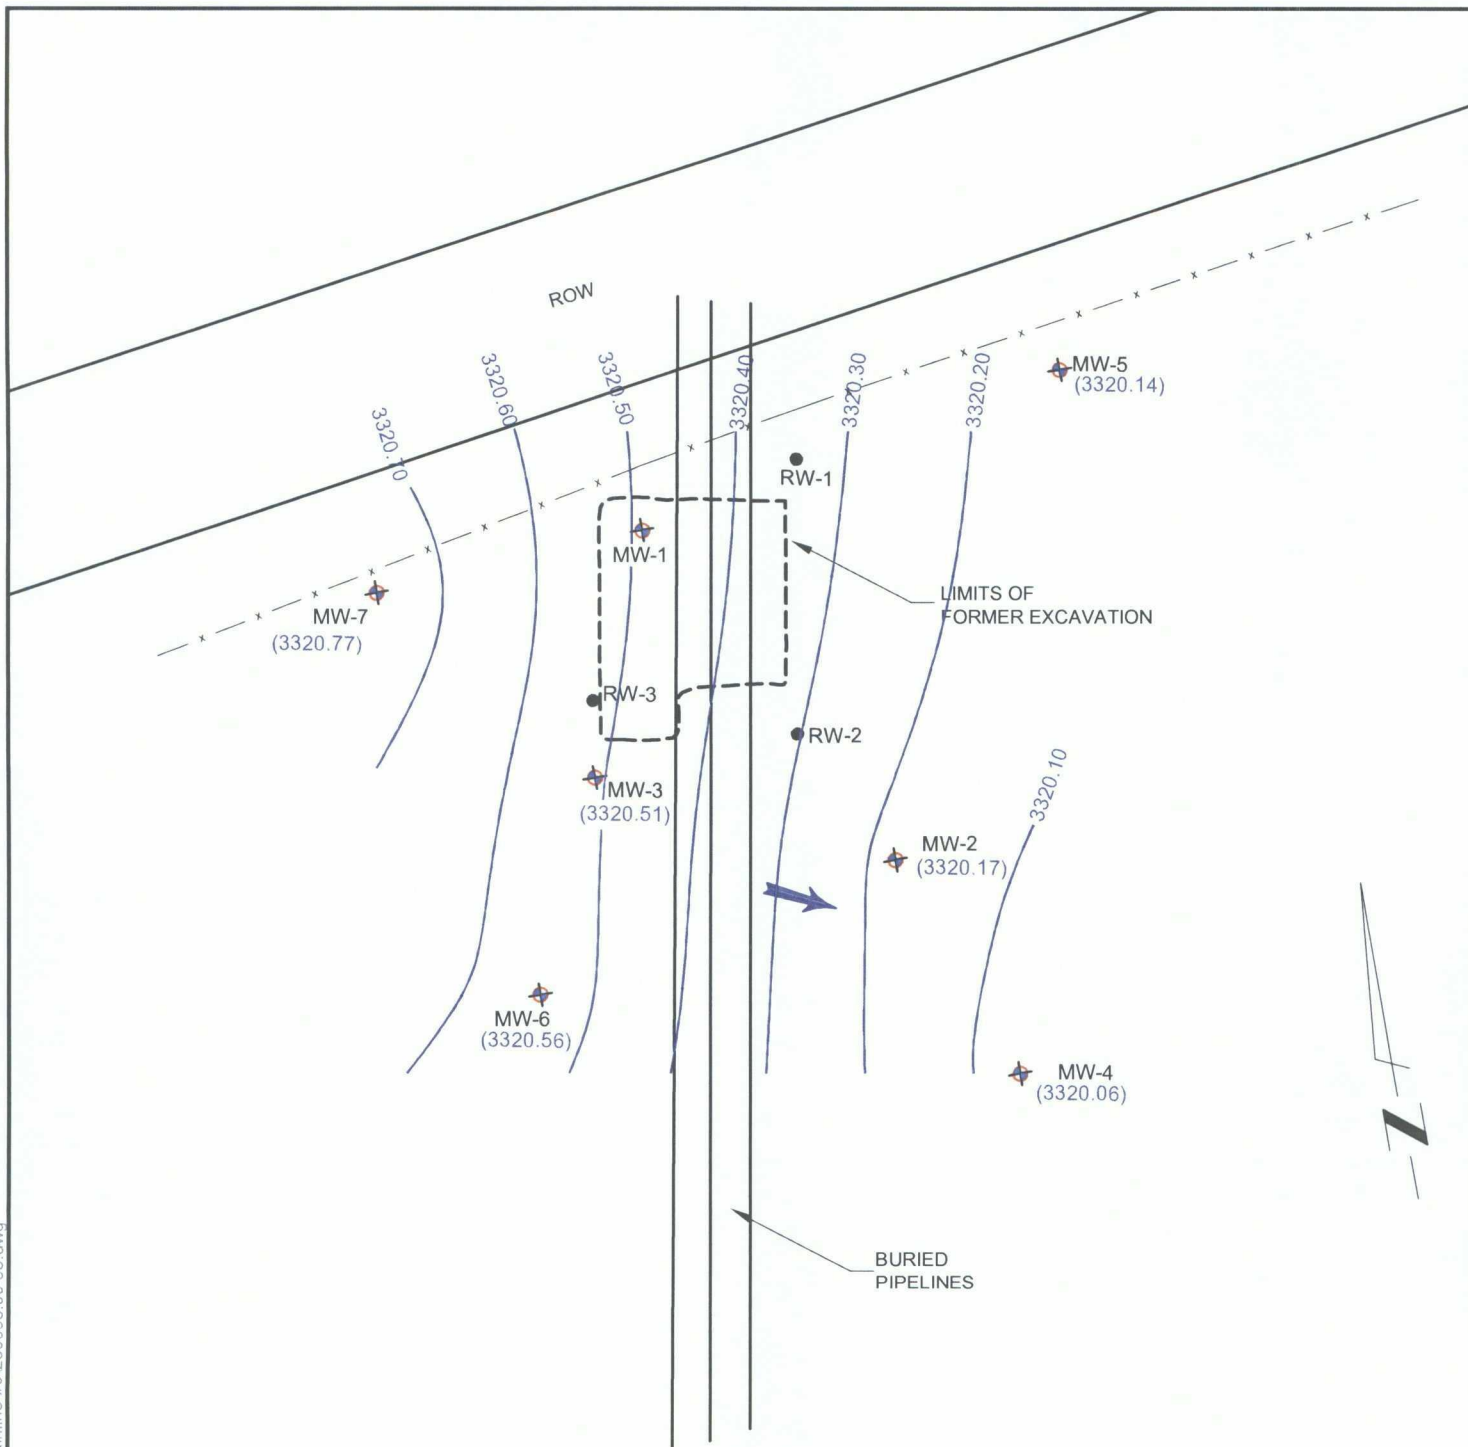 ROW
3320.70
3320.60
3320.50
3320.40
3320.30
3320.20
MW-5
(3320.14)
RW-1
MW-1
LIMITS OF
FORMER EXCAVATION
MW-7
(3320.77)
RW-3
RW-2
MW-3
(3320.51)
3320.10
MW-2
(3320.17)
MW-6
(3320.56)
MW-4
(3320.06)
N
BURIED
PIPELINES